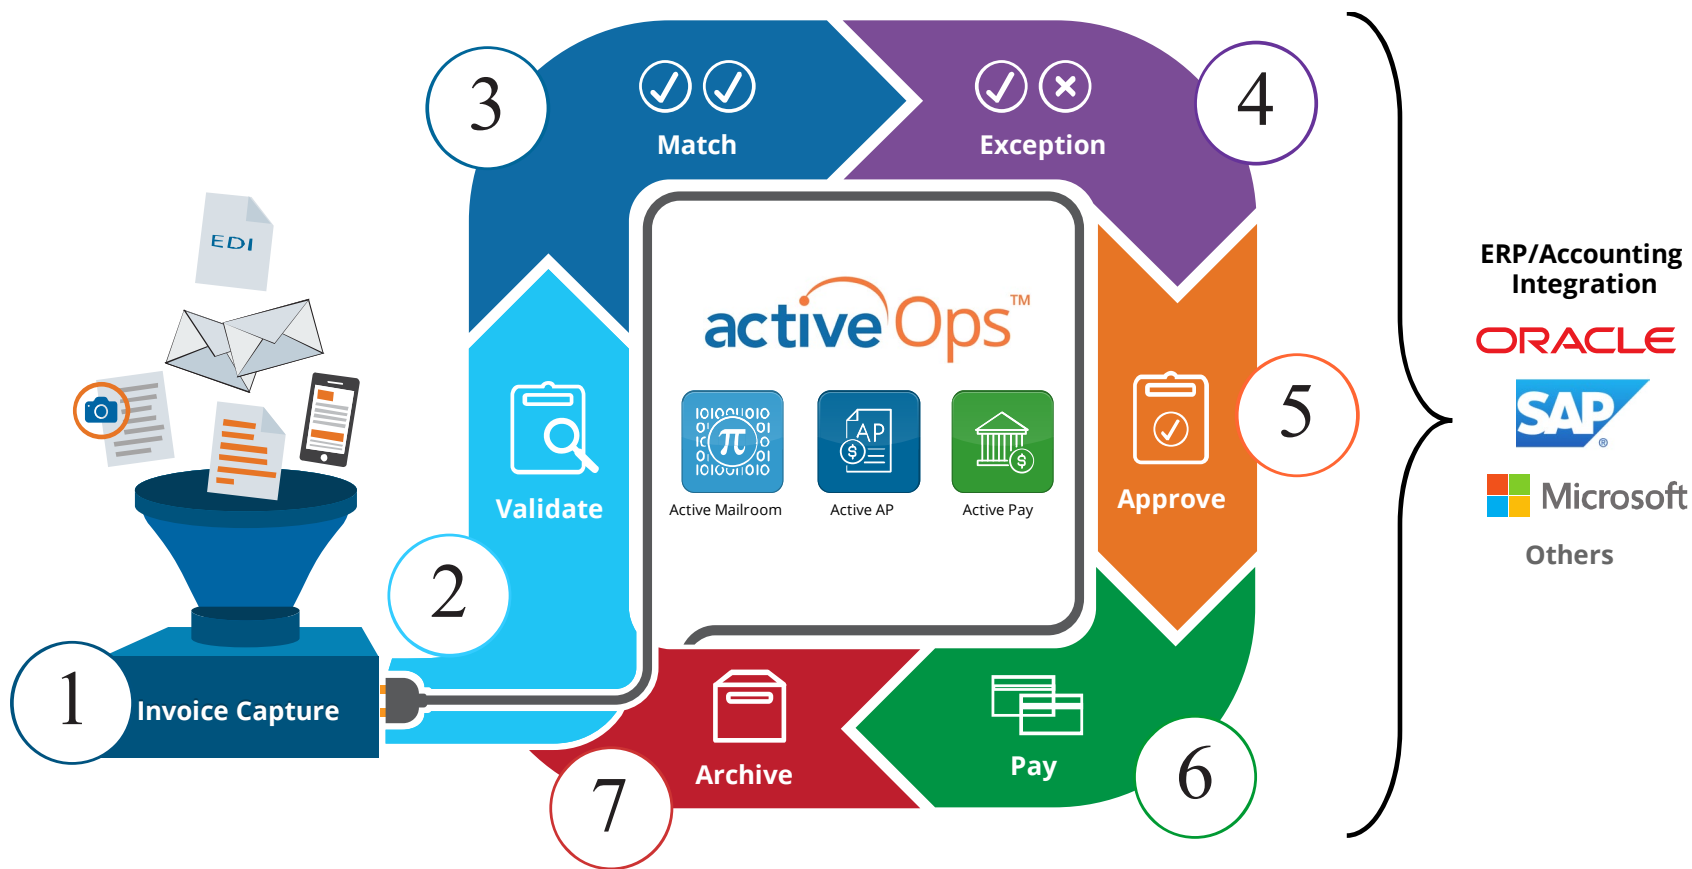 3
Match
Exception
4
EDI
activeOps™
2
Validate
Active Mailroom
AP
Active AP
Active Pay
Approve
5
1
Invoice Capture
7
Archive
Pay
6
ERP/Accounting
Integration
ORACLE
SAP®
Microsoft
Others